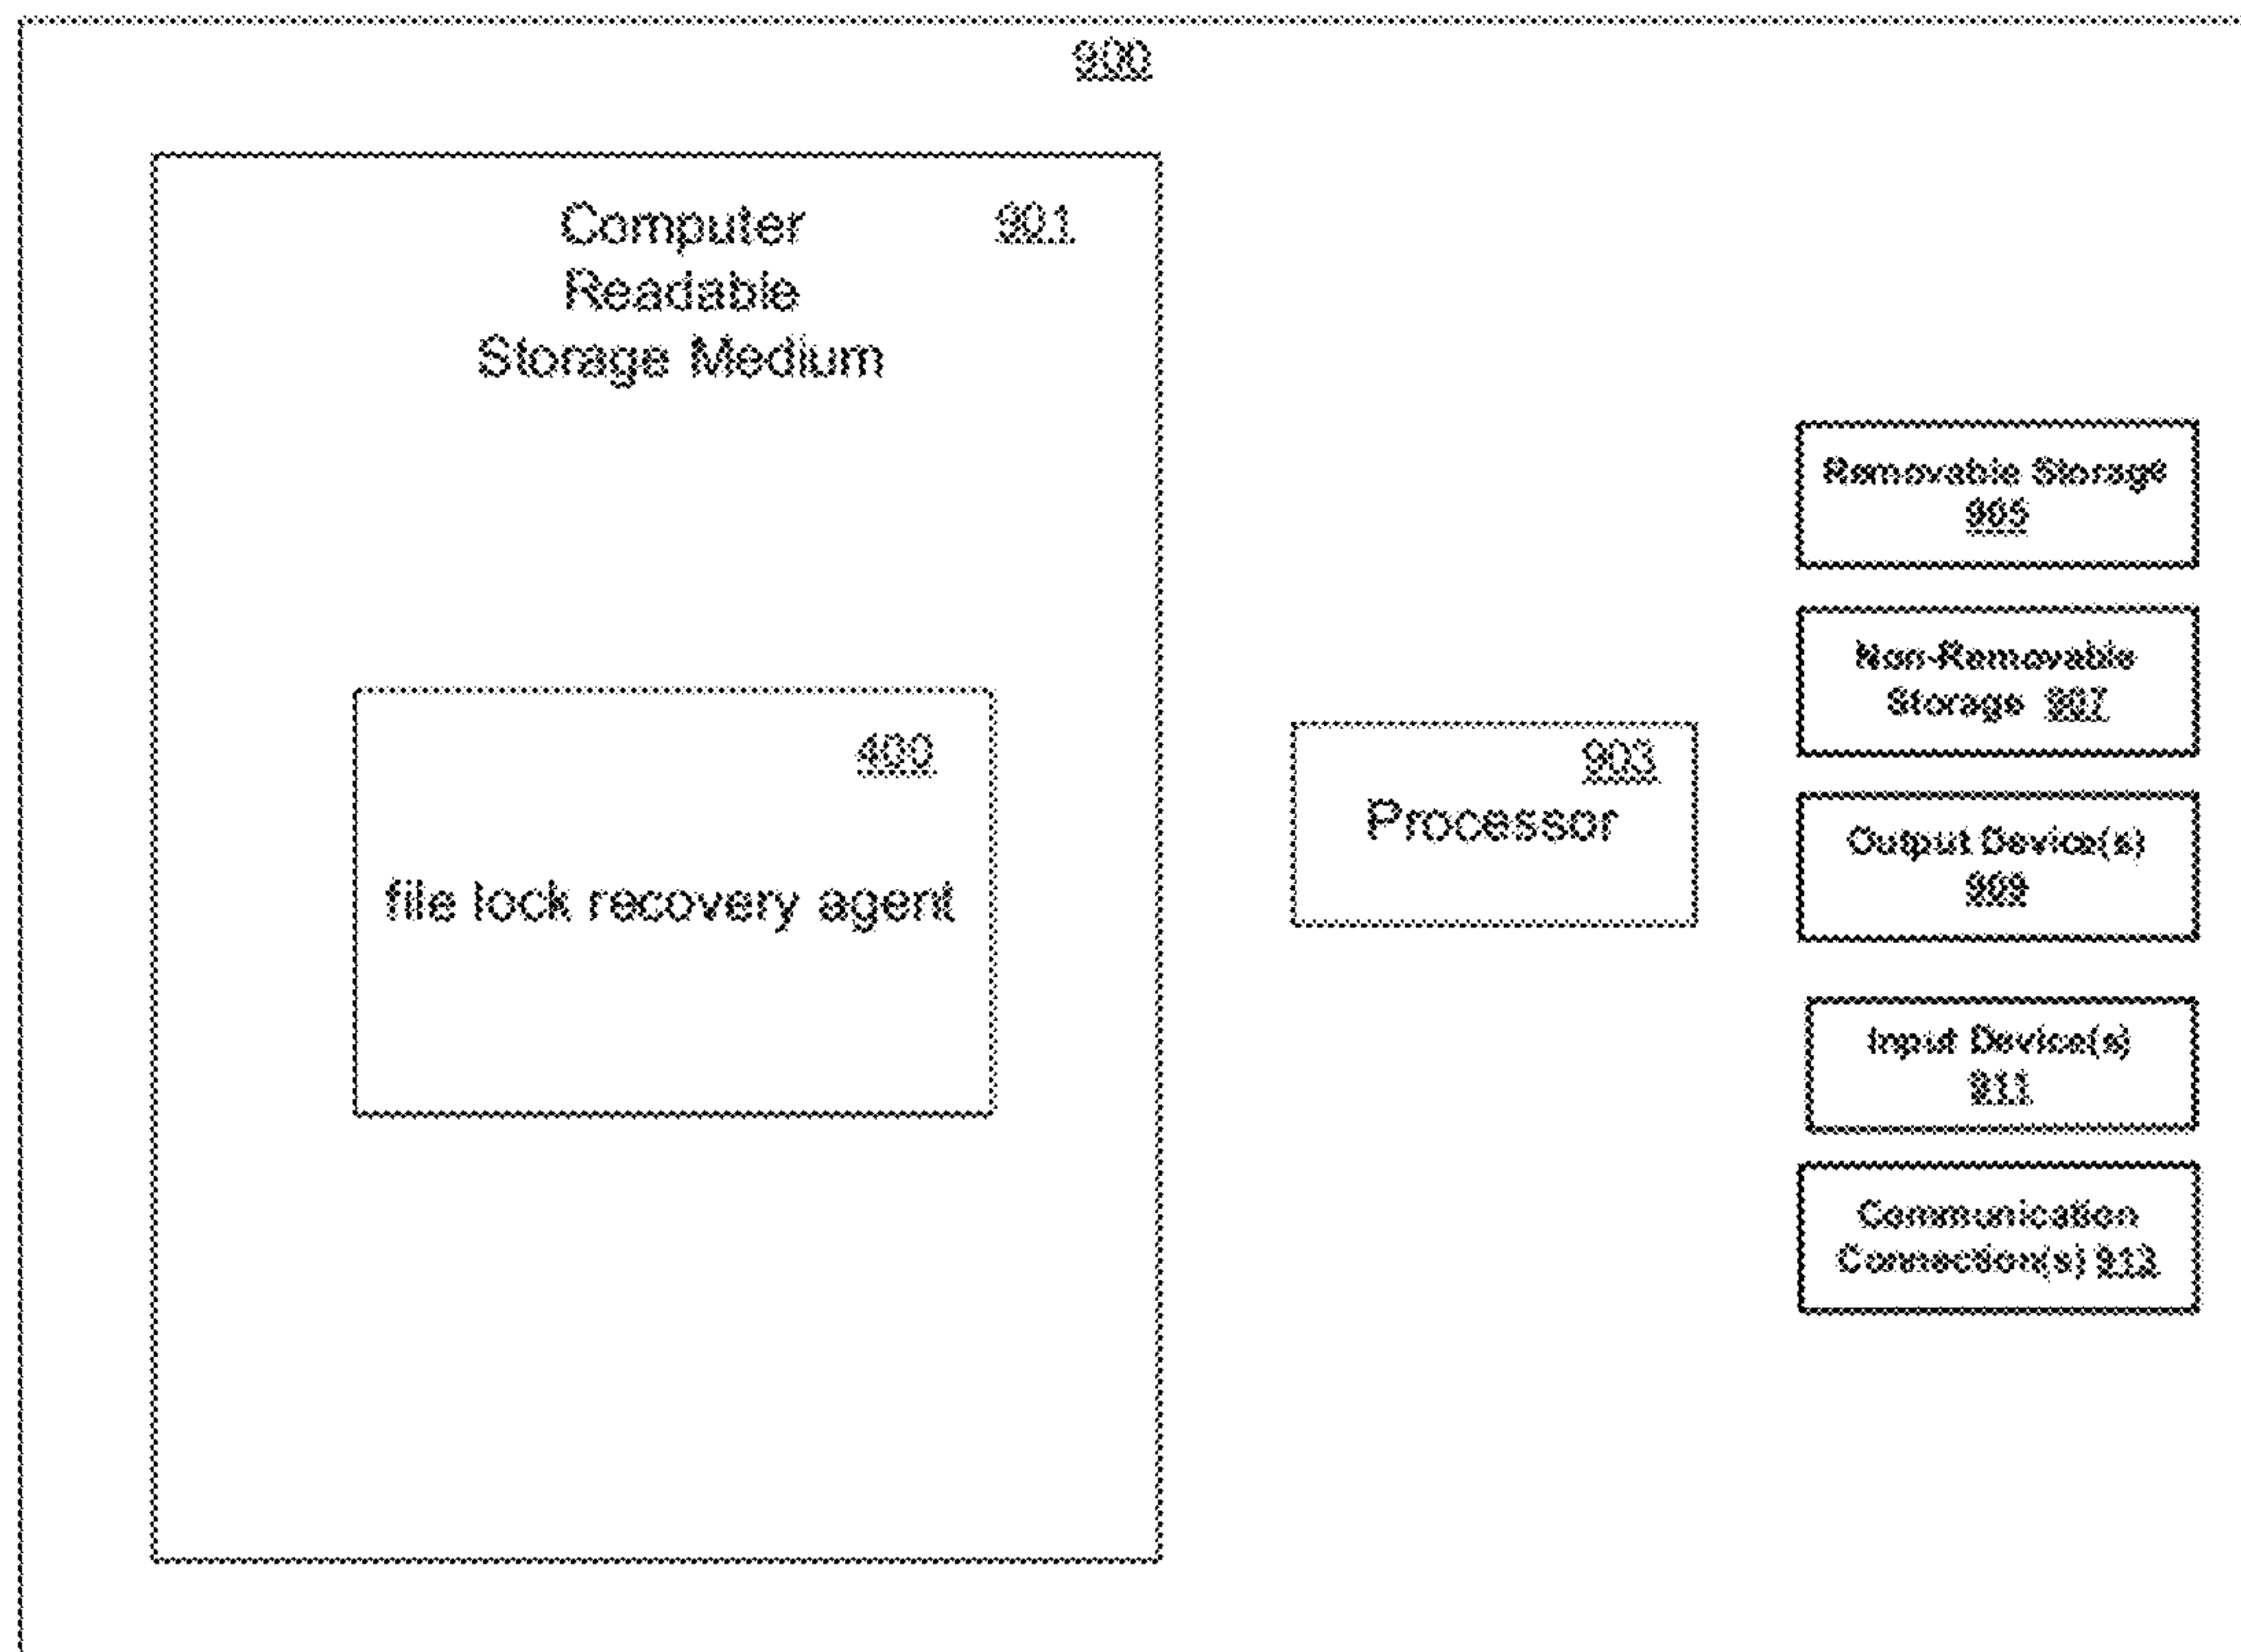 900
Computer 901
Readable
Storage Medium
400
file lock recovery agent
903
Processor
Removable Storage
905
Non-Removable
Storage 907
Output Device(s)
909
Input Device(s)
911
Communication
Connection(s) 913